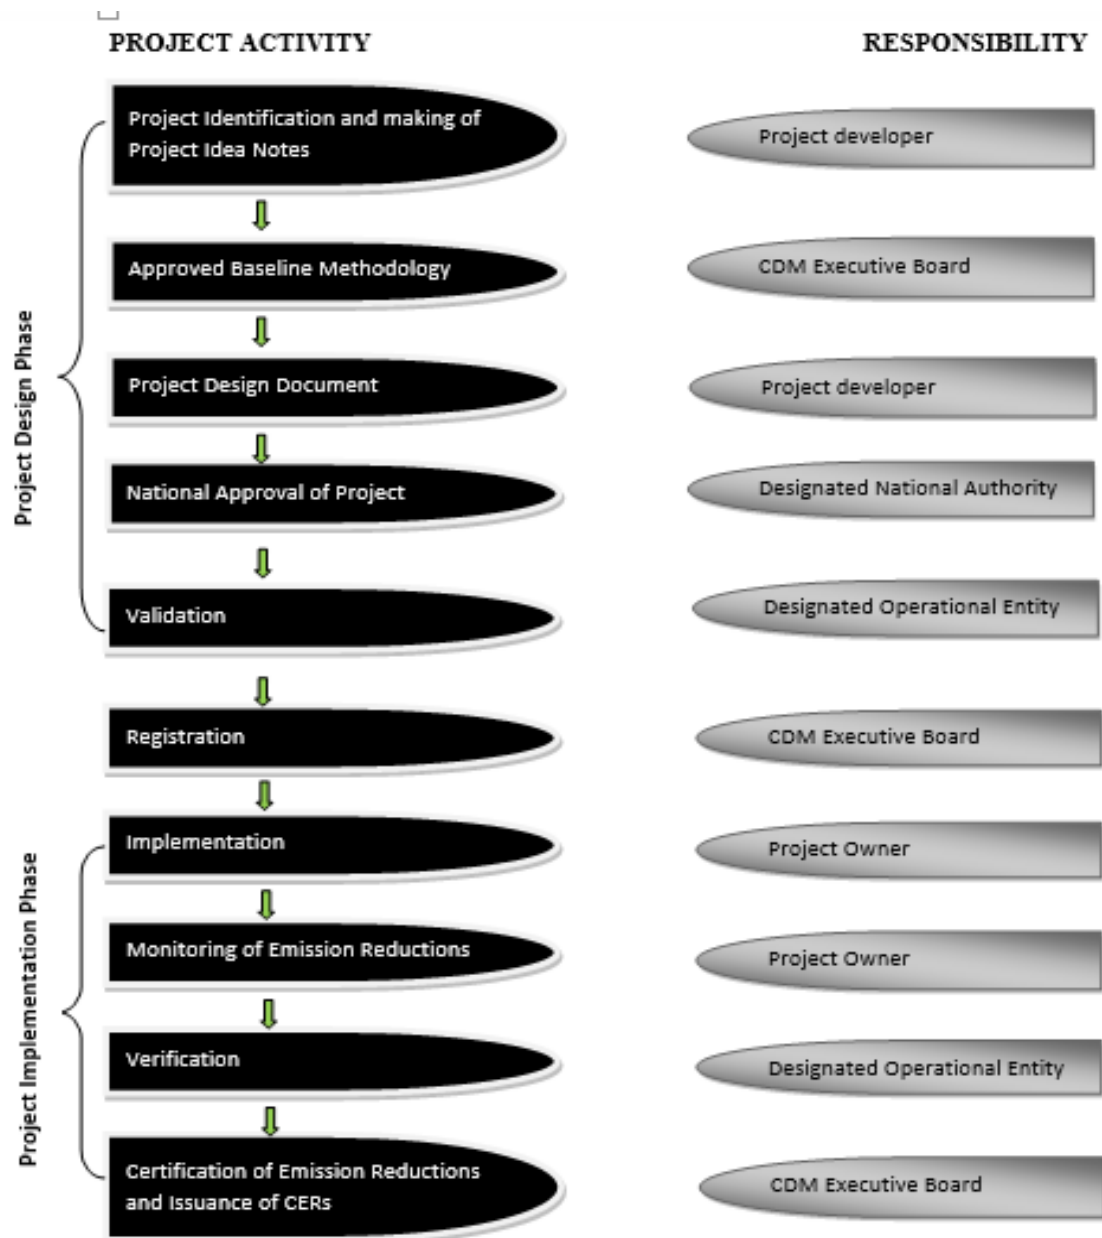 PROJECT ACTIVITY
RESPONSIBILITY
Project Identification and making of
Project Idea Notes
Project developer
Approved Baseline Methodology
CDM Executive Board
Project Design Document
Project developer
National Approval of Project
Designated National Authority
Validation
Designated Operational Entity
Project Design Phase
Registration
CDM Executive Board
Implementation
Project Owner
Monitoring of Emission Reductions
Project Owner
Verification
Designated Operational Entity
Certification of Emission Reductions
and Issuance of CERs
CDM Executive Board
Project Implementation Phase